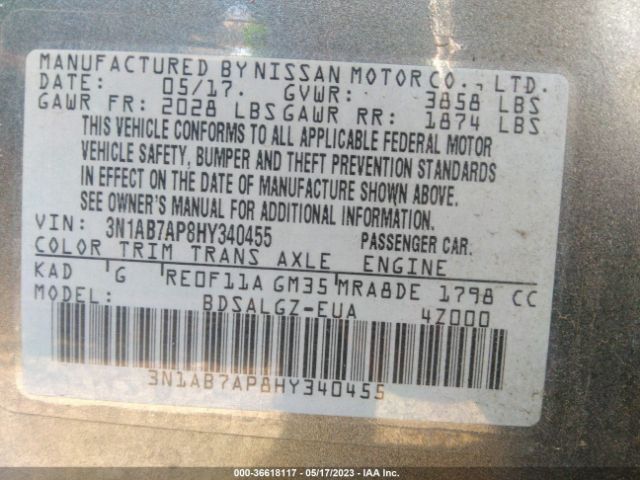 MANUFACTURED BY NISSAN MOTOR CO., LTD.
DATE: 05/17. GVWR: 3858 LBS
GAWR FR: 2028 LBS GAWR RR: 1874 LBS
THIS VEHICLE CONFORMS TO ALL APPLICABLE FEDERAL MOTOR
VEHICLE SAFETY, BUMPER AND THEFT PREVENTION STANDARDS
IN EFFECT ON THE DATE OF MANUFACTURE SHOWN ABOVE.
SEE OWNER'S MANUAL FOR ADDITIONAL INFORMATION.
VIN: 3N1AB7AP8HY340455 PASSENGER CAR.
COLOR TRIM TRANS AXLE ENGINE
KAD G RE0F11A GM35 MRA8DE 1798 CC
MODEL: BDSALGZ-EUA 4Z000
3N1AB7AP8HY340455
000-36618117 - 05/17/2023 - IAA Inc.